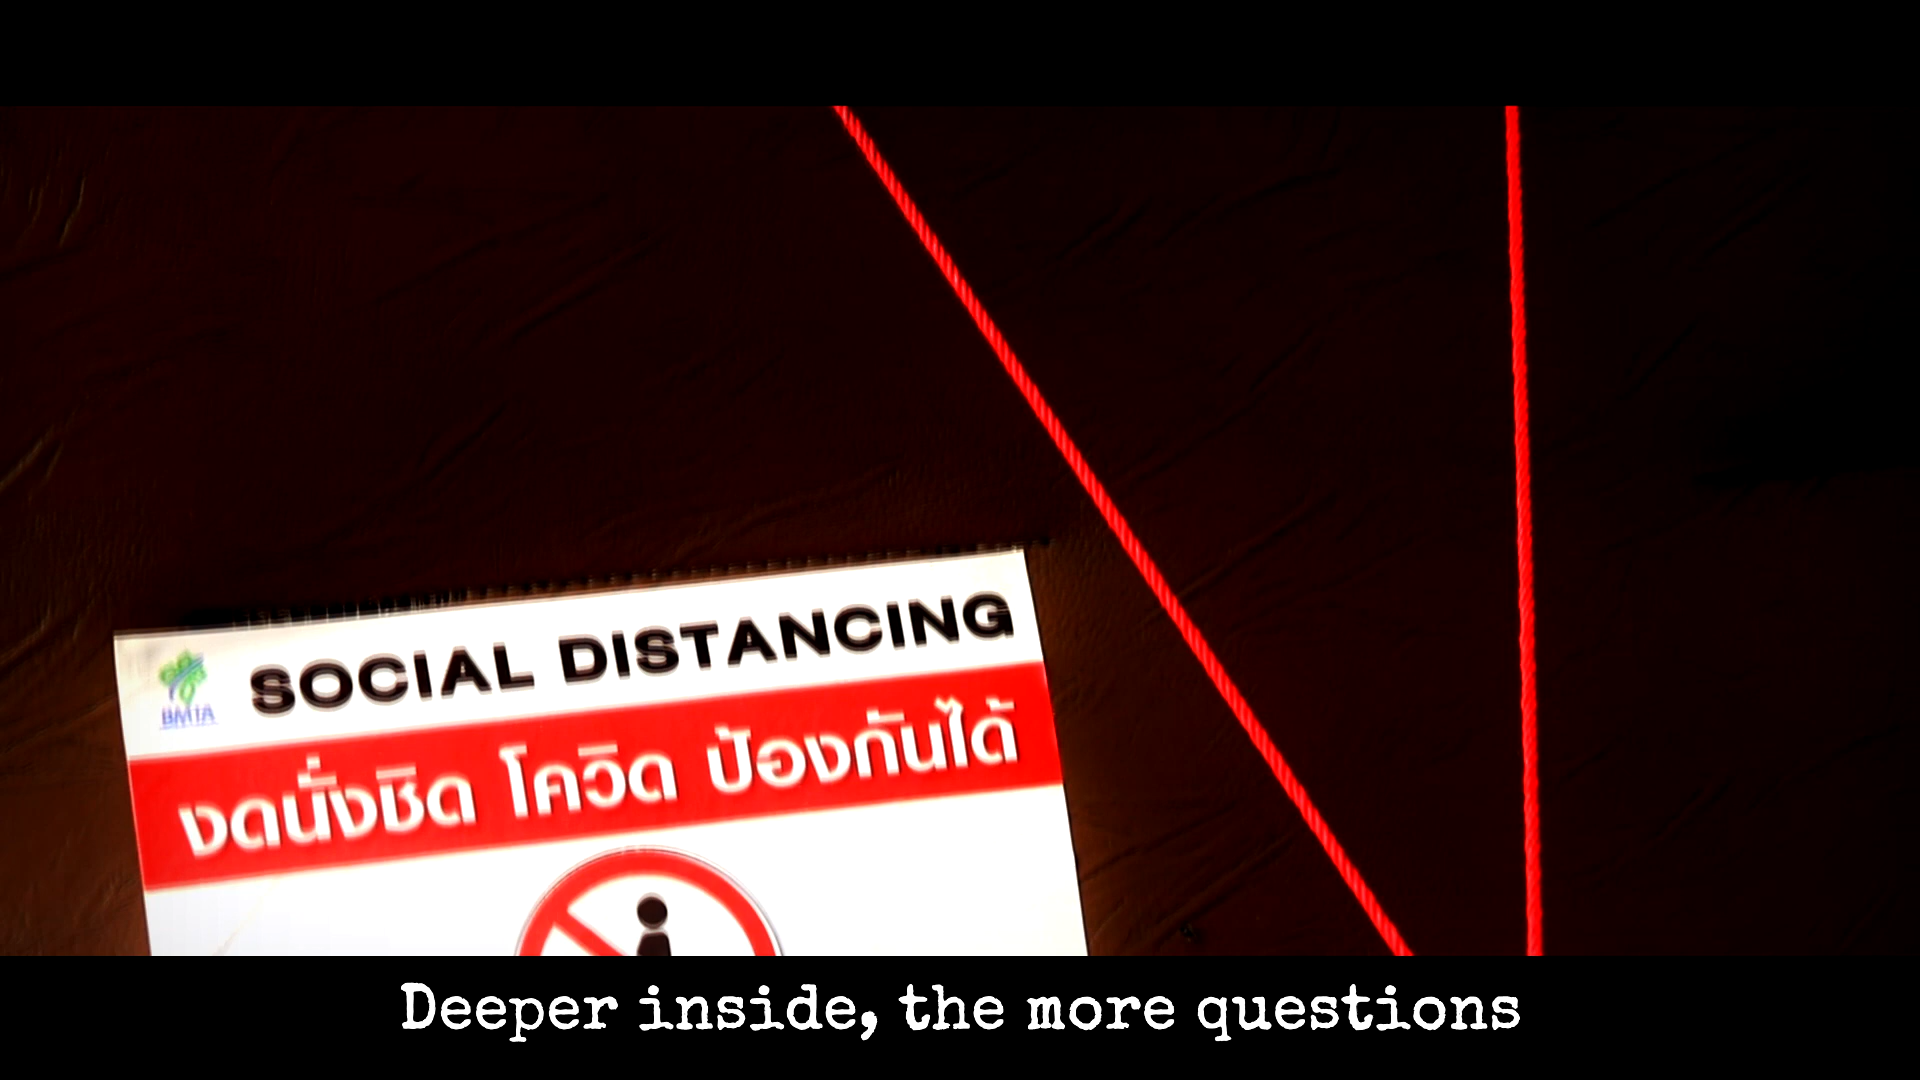 SOCIAL DISTANCING
BMTA
งดนั่งชิด โควิด ป้องกันได้
Deeper inside, the more questions